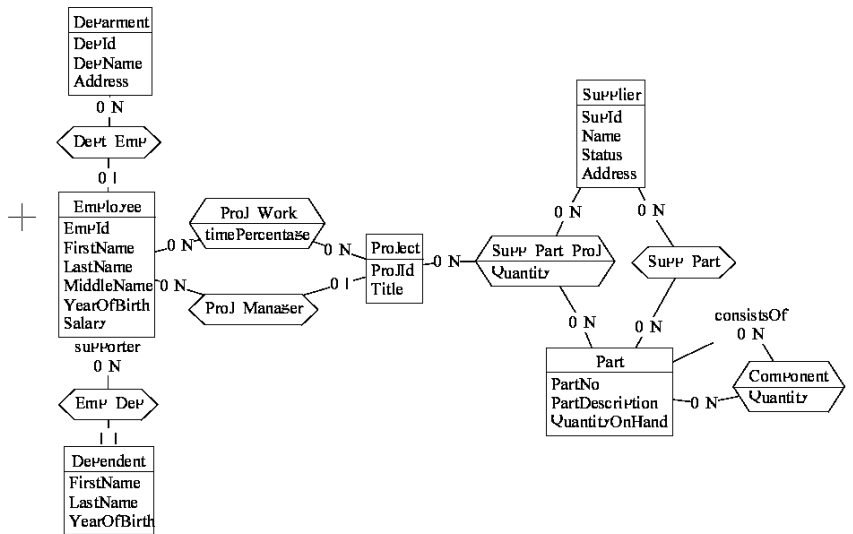 Deparment
DepId
DepName
Address
0 N
Dept Emp
0 1
Employee
EmpId
FirstName
LastName
MiddleName
YearOfBirth
Salary
supporter
0 N
Emp Dep
1 1
Dependent
FirstName
LastName
YearOfBirth
Proj Work
timePercentage
0 N
0 N
0 N
Proj Manager
0 1
Project
ProjId
Title
0 N
Supp Part Proj
Quantity
Supplier
SupId
Name
Status
Address
0 N
0 N
Supp Part
0 N
0 N
Part
PartNo
PartDescription
QuantityOnHand
consistsOf
0 N
Component
Quantity
0 N